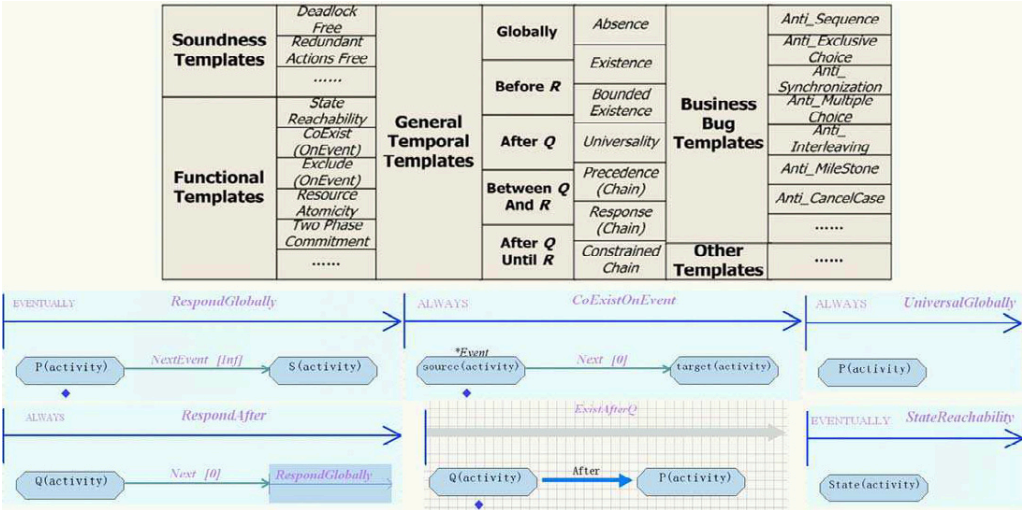 Soundness
Templates
Deadlock
Free
Redundant
Actions Free
……
Functional
Templates
State
Reachability
CoExist
(OnEvent)
Exclude
(OnEvent)
Resource
Atomicity
Two Phase
Commitment
……
General
Temporal
Templates
Globally
Before R
After Q
Between Q
And R
After Q
Until R
Absence
Existence
Bounded
Existence
Universality
Precedence
(Chain)
Response
(Chain)
Constrained
Chain
Business
Bug
Templates
Anti_Sequence
Anti_Exclusive
Choice
Anti_
Synchronization
Anti_Multiple
Choice
Anti_
Interleaving
Anti_MileStone
Anti_CancelCase
……
Other
Templates
……
EVENTUALLY RespondGlobally
P(activity) NextEvent [Inf] S(activity)
ALWAYS CoExistOnEvent
*Event
source(activity) Next [0] target(activity)
ALWAYS UniversalGlobally
P(activity)
ALWAYS RespondAfter
Q(activity) Next [0] RespondGlobally
ExistAfterQ
Q(activity) After P(activity)
EVENTUALLY StateReachability
State(activity)